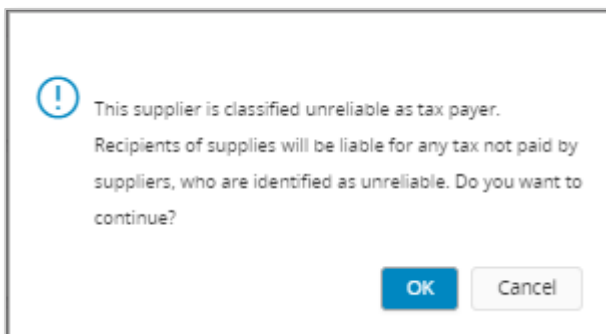 This supplier is classified unreliable as tax payer.
Recipients of supplies will be liable for any tax not paid by
suppliers, who are identified as unreliable. Do you want to
continue?
OK Cancel